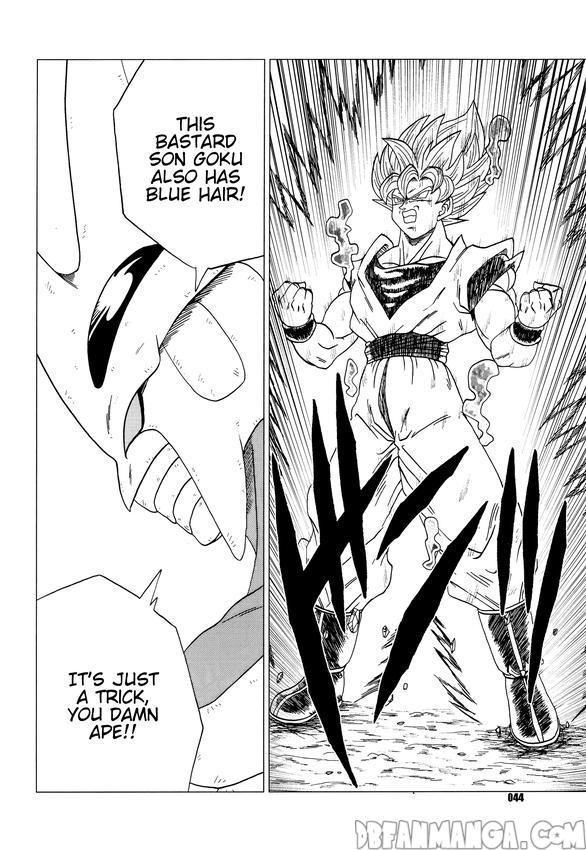 THIS
BASTARD
SON GOKU
ALSO HAS
BLUE HAIR!
IT'S JUST
A TRICK,
YOU DAMN
APE!!
044
DBFANMANGA.COM